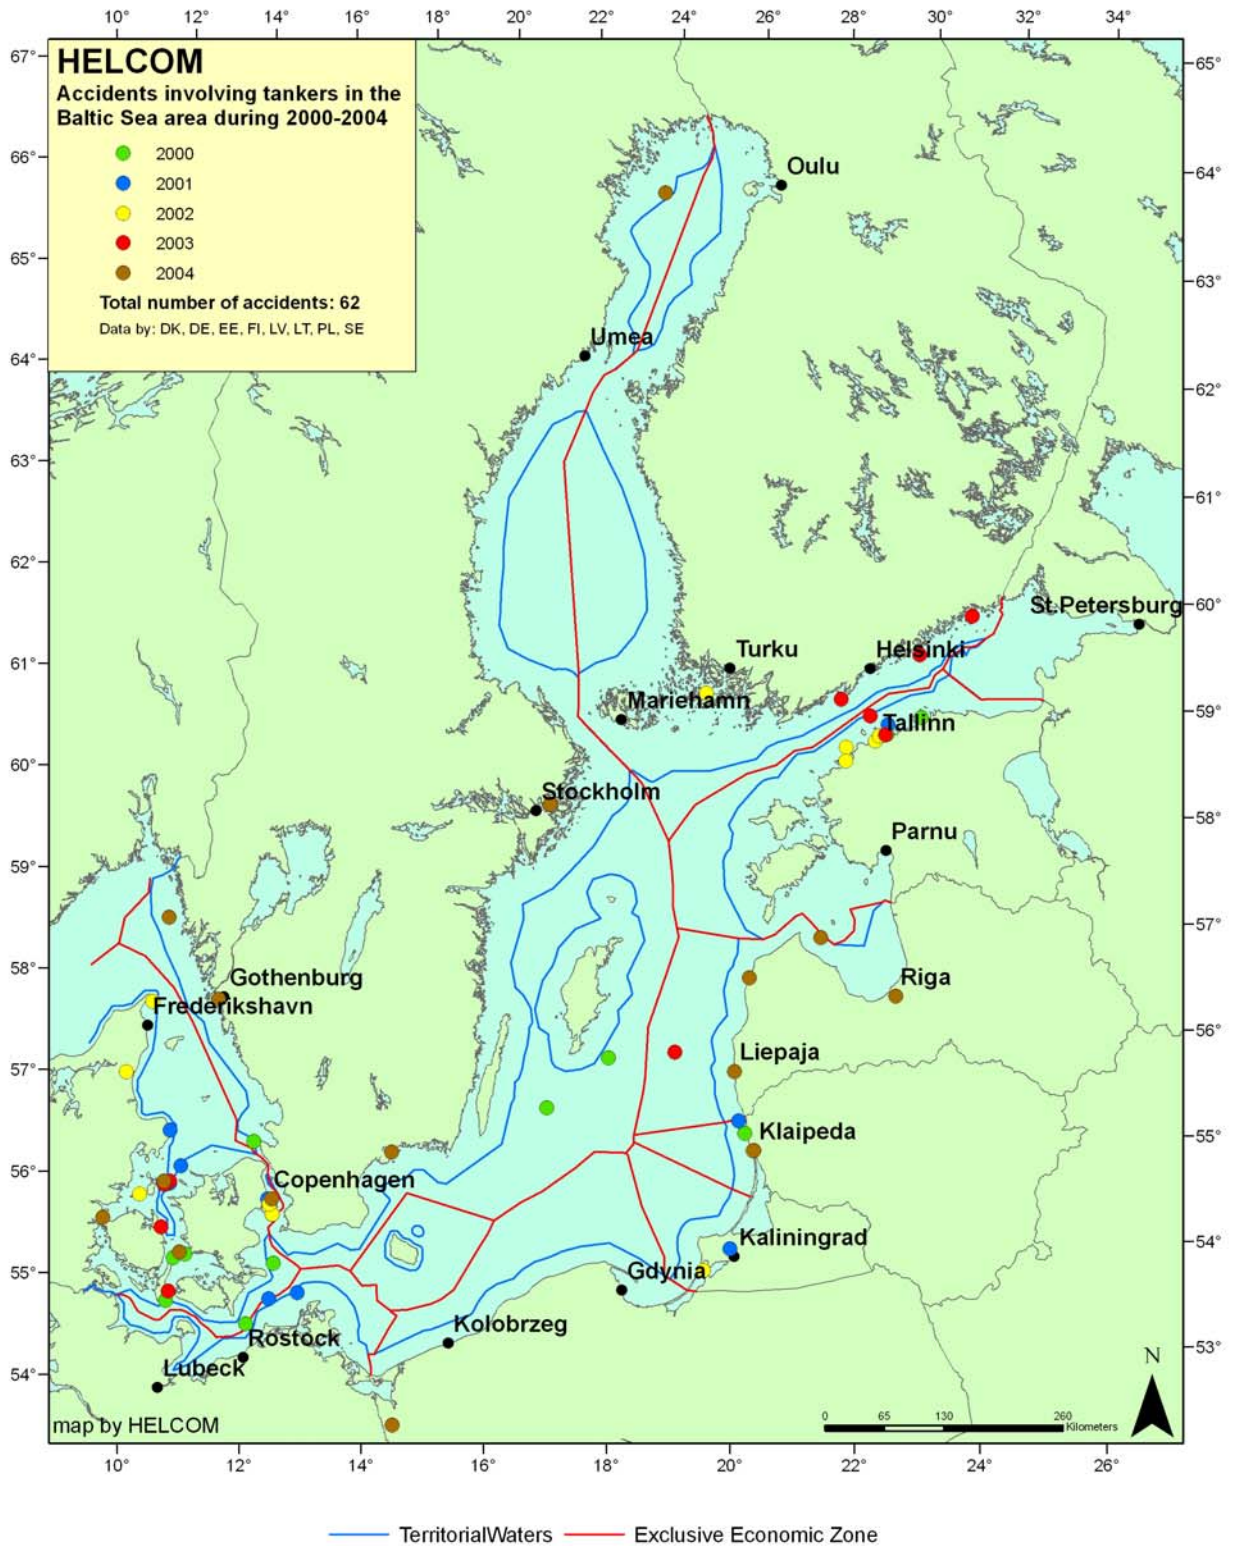 10° 12° 14° 16° 18° 20° 22° 24° 26° 28° 30° 32° 34°
HELCOM
Accidents involving tankers in the
Baltic Sea area during 2000-2004
2000
2001
2002
2003
2004
Total number of accidents: 62
Data by: DK, DE, EE, FI, LV, LT, PL, SE
67°
66°
65°
64°
63°
62°
61°
60°
59°
58°
57°
56°
55°
54°
65°
64°
63°
62°
61°
60°
59°
58°
57°
56°
55°
54°
53°
Oulu
Umea
St.Petersburg
Turku
Helsinki
Mariehamn
Tallinn
Stockholm
Parnu
Gothenburg
Riga
Frederikshavn
Liepaja
Klaipeda
Copenhagen
Kaliningrad
Gdynia
Kolobrzeg
Rostock
Lubeck
N
map by HELCOM
0 65 130 260
Kilometers
10° 12° 14° 16° 18° 20° 22° 24° 26°
TerritorialWaters Exclusive Economic Zone